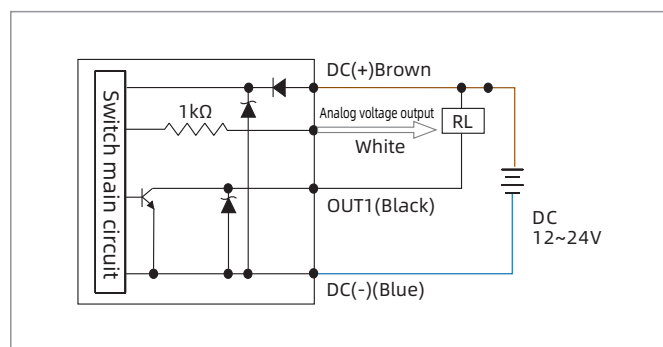 DC(+)Brown
1kΩ
Analog voltage output
RL
White
Switch main circuit
OUT1(Black)
DC
12~24V
DC(-)(Blue)